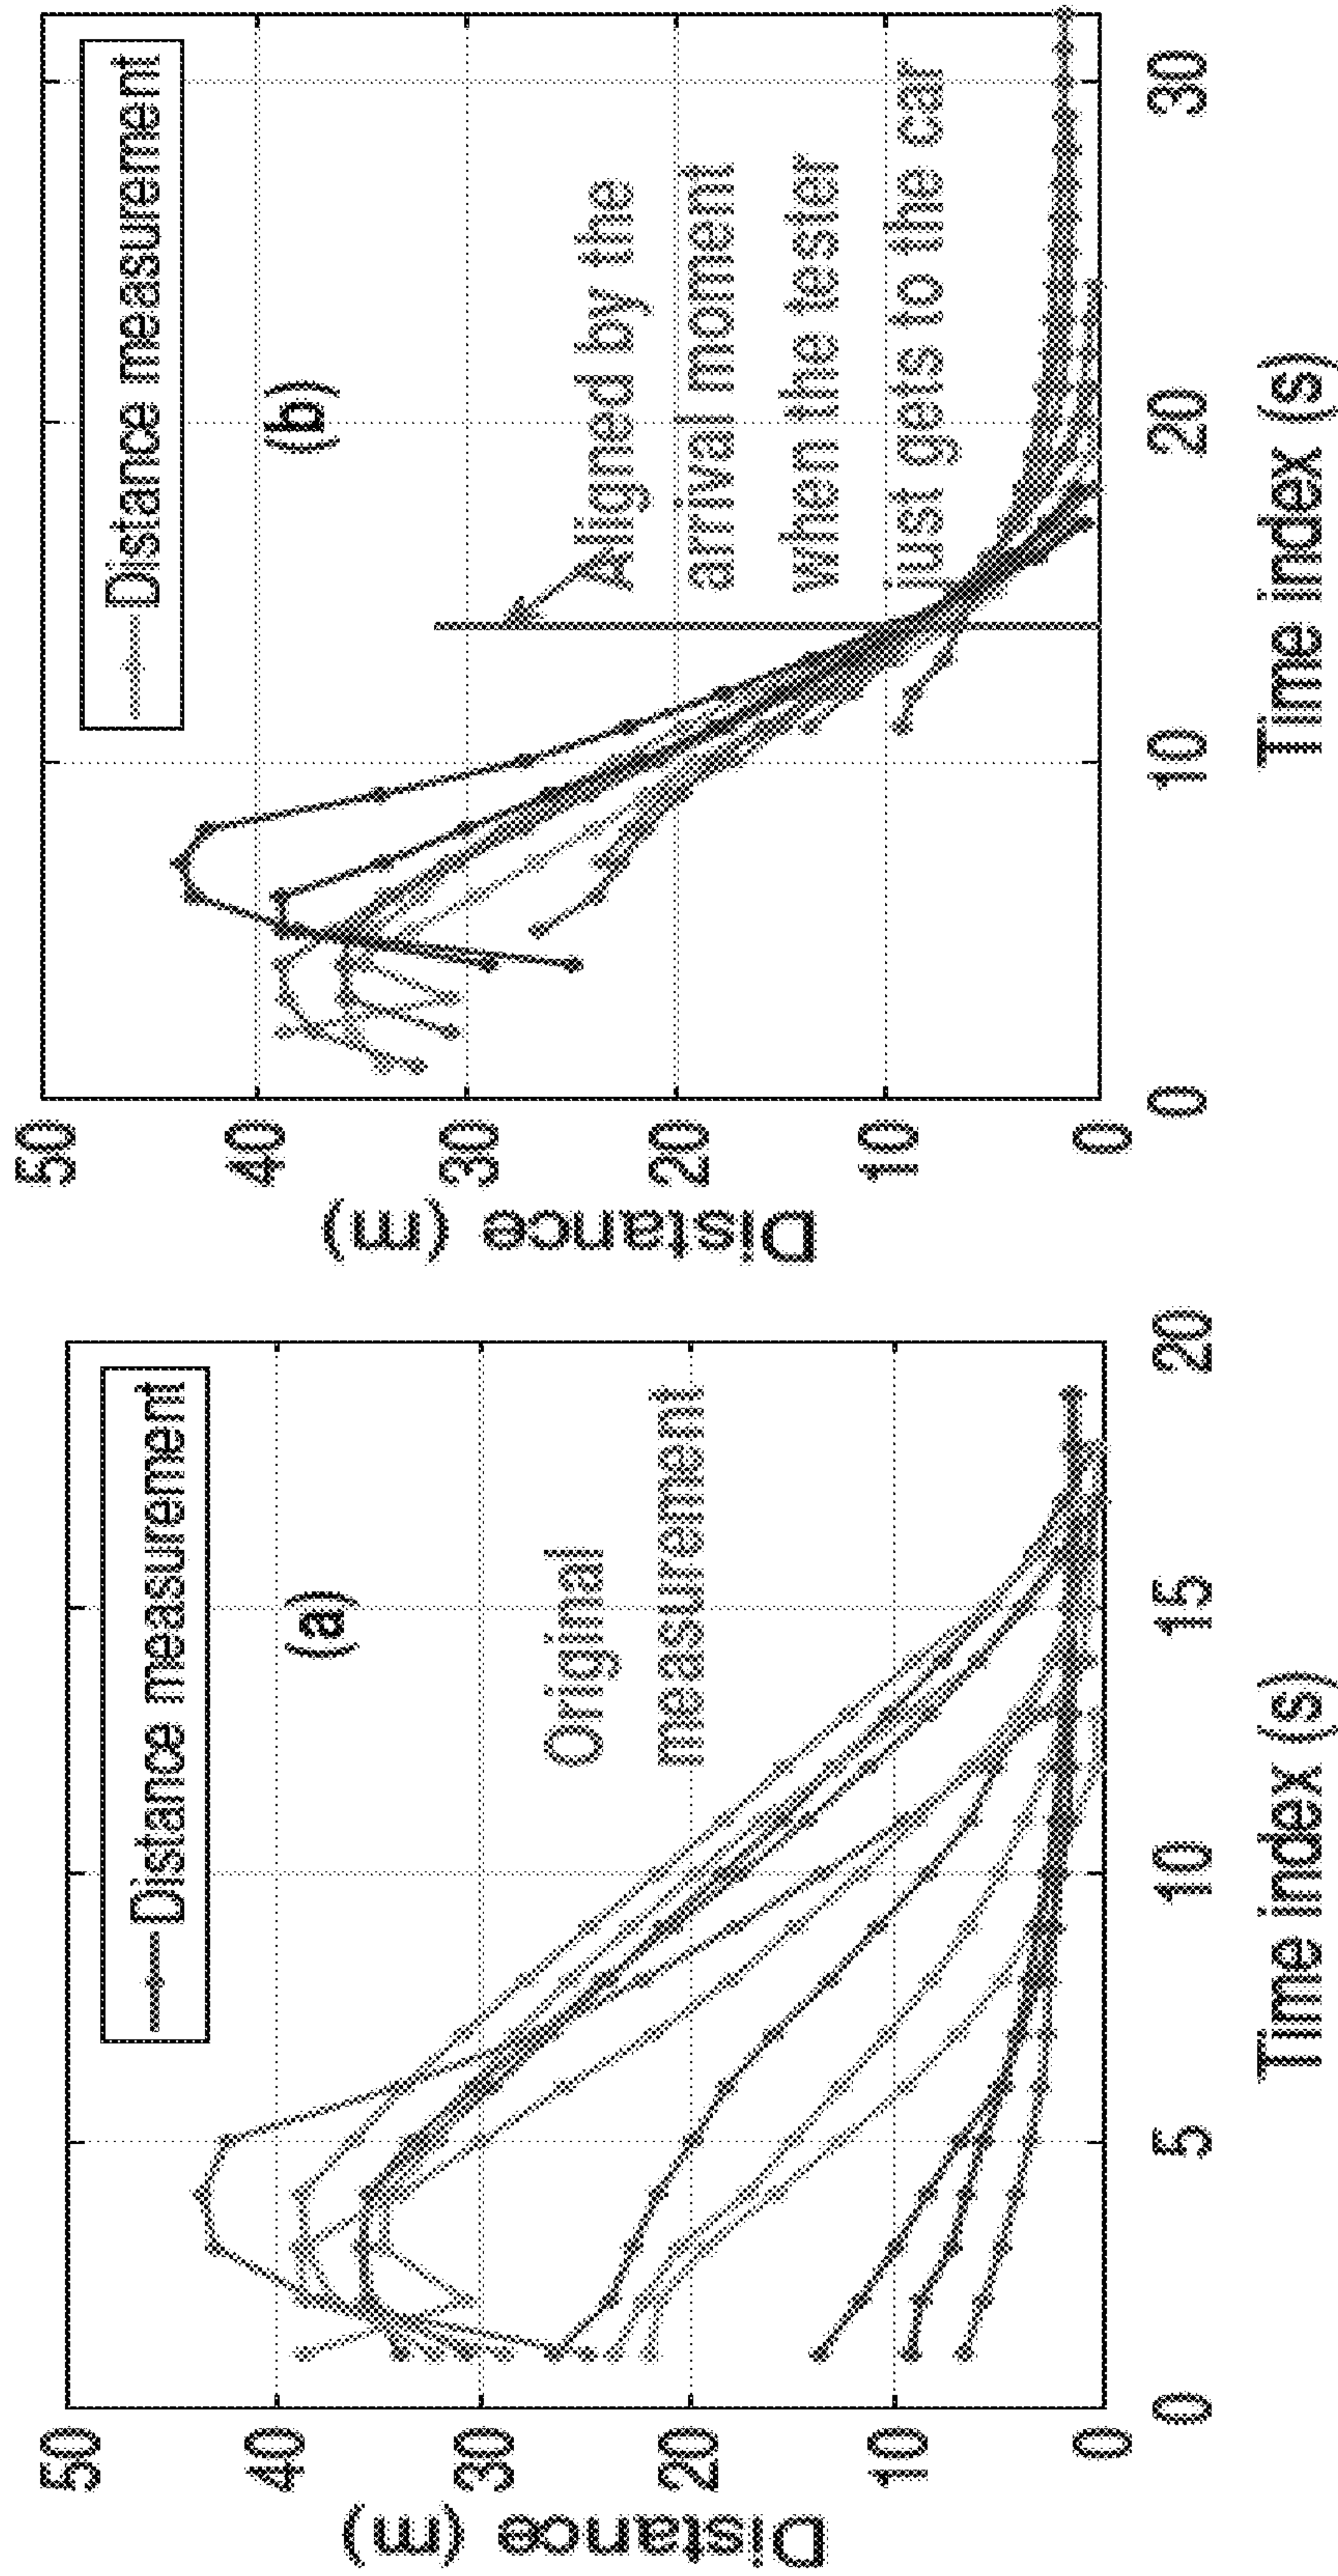 Distance (m)
50
40
30
20
10
0
Distance measurement
(a)
Original
measurement
0
5
10
15
20
Time index (s)
Distance (m)
50
40
30
20
10
0
Distance measurement
(b)
Aligned by the
arrival moment
when the tester
just gets to the car
0
10
20
30
Time index (s)